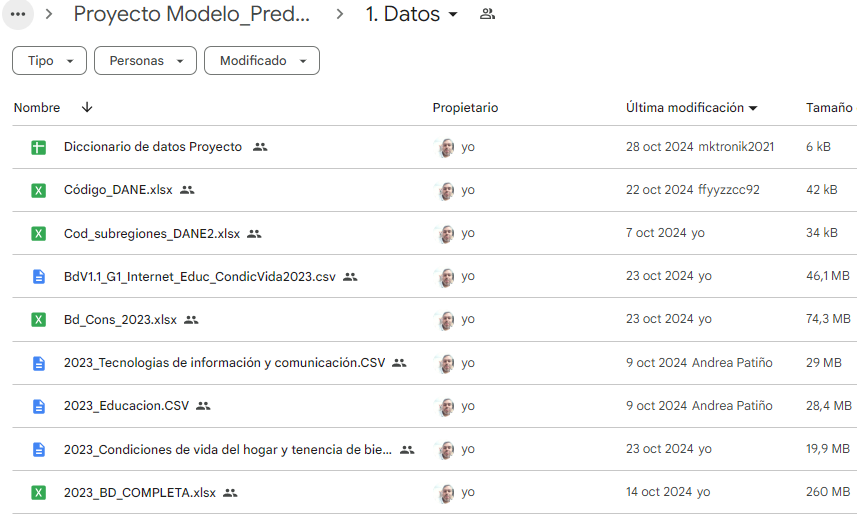 Proyecto Modelo_Pred... > 1. Datos
Tipo Personas Modificado
Nombre Propietario Última modificación Tamaño
Diccionario de datos Proyecto yo 28 oct 2024 mktronik2021 6 kB
Código_DANE.xlsx yo 22 oct 2024 ffyyzzcc92 42 kB
Cod_subregiones_DANE2.xlsx yo 7 oct 2024 yo 34 kB
BdV1.1_G1_Internet_Educ_CondicVida2023.csv yo 23 oct 2024 yo 46,1 MB
Bd_Cons_2023.xlsx yo 23 oct 2024 yo 74,3 MB
2023_Tecnologias de información y comunicación.CSV yo 9 oct 2024 Andrea Patiño 29 MB
2023_Educacion.CSV yo 9 oct 2024 Andrea Patiño 28,4 MB
2023_Condiciones de vida del hogar y tenencia de bie... yo 23 oct 2024 yo 19,9 MB
2023_BD_COMPLETA.xlsx yo 14 oct 2024 yo 260 MB